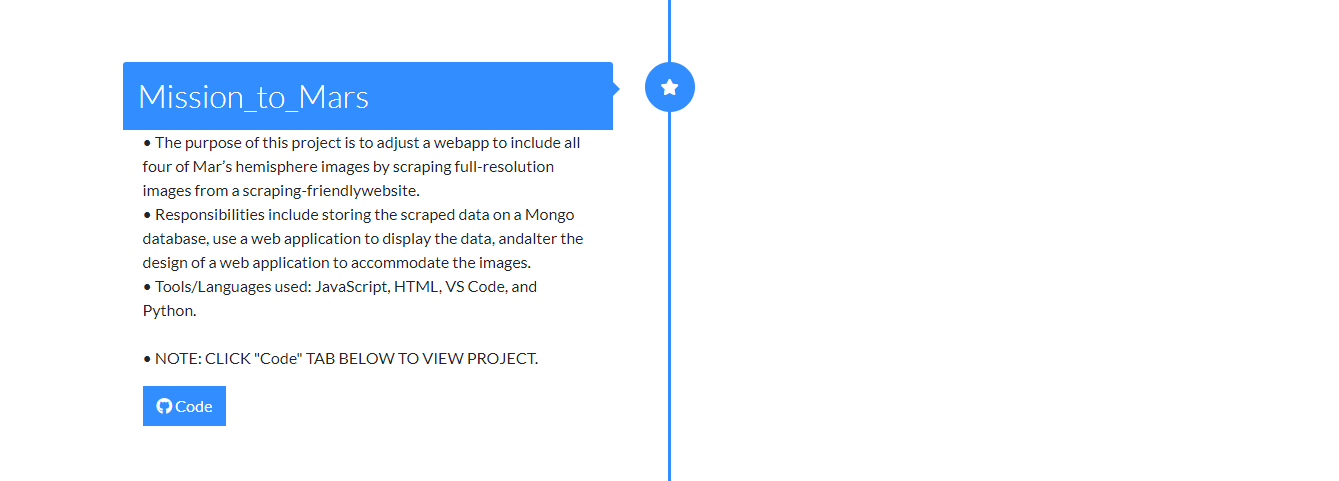 Mission_to_Mars
• The purpose of this project is to adjust a webapp to include all
four of Mar’s hemisphere images by scraping full-resolution
images from a scraping-friendlywebsite.
• Responsibilities include storing the scraped data on a Mongo
database, use a web application to display the data, andalter the
design of a web application to accommodate the images.
• Tools/Languages used: JavaScript, HTML, VS Code, and
Python.
• NOTE: CLICK "Code" TAB BELOW TO VIEW PROJECT.
Code